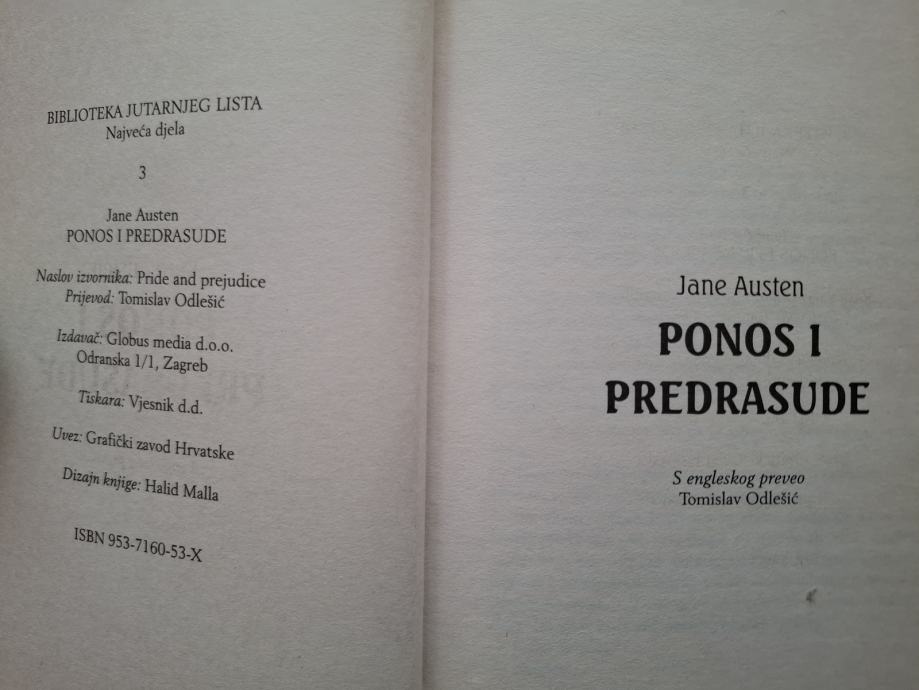 BIBLIOTEKA JUTARNJEG LISTA
Najveća djela
3
Jane Austen
PONOS I PREDRASUDE
Naslov izvornika: Pride and prejudice
Prijevod: Tomislav Odlešić
Izdavač: Globus media d.o.o.
Odranska 1/1, Zagreb
Tiskara: Vjesnik d.d.
Uvez: Grafički zavod Hrvatske
Dizajn knjige: Halid Malla
ISBN 953-7160-53-X
Jane Austen
PONOS I
PREDRASUDE
S engleskog preveo
Tomislav Odlešić